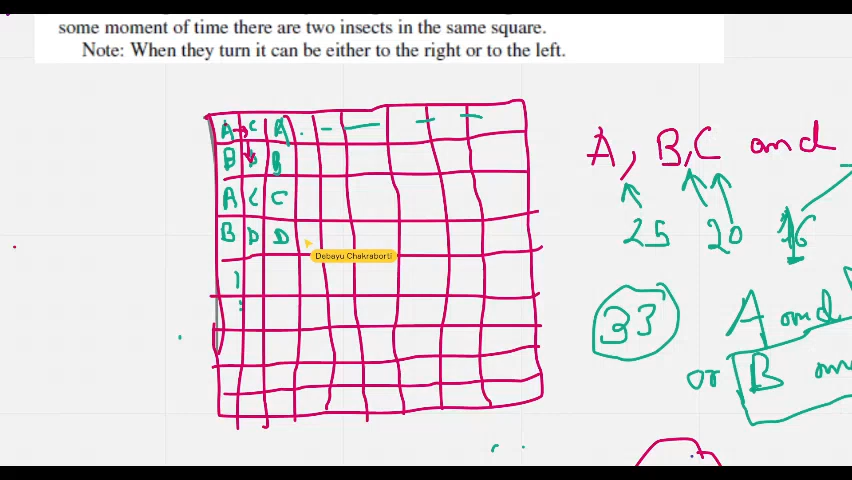 some moment of time there are two insects in the same square.
Note: When they turn it can be either to the right or to the left.
A C A
B D B
A C C
B D D
Debayu Chakraborti
A, B, C and
25 20 16
33
A and
or B